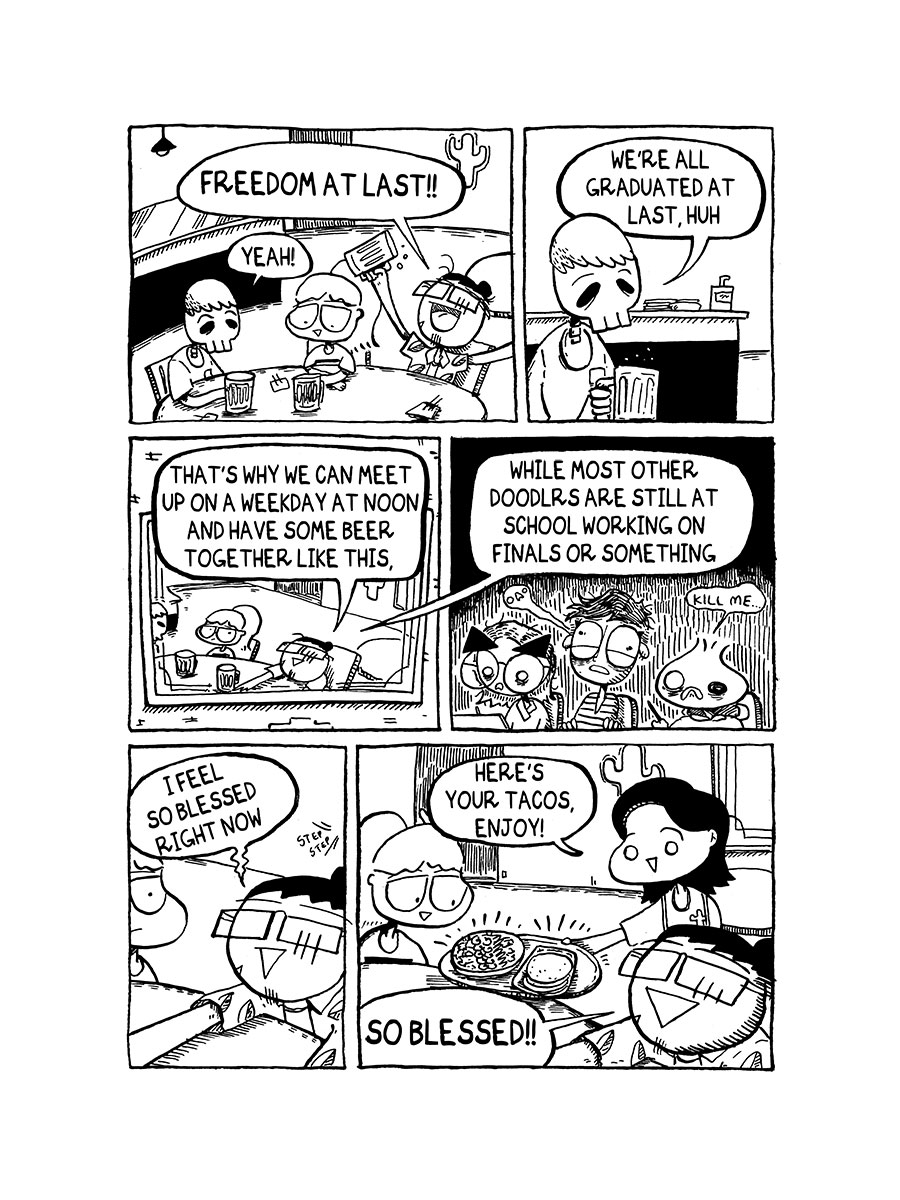 FREEDOM AT LAST!!
YEAH!
WE'RE ALL
GRADUATED AT
LAST, HUH
THAT'S WHY WE CAN MEET
UP ON A WEEKDAY AT NOON
AND HAVE SOME BEER
TOGETHER LIKE THIS,
WHILE MOST OTHER
DOODLRS ARE STILL AT
SCHOOL WORKING ON
FINALS OR SOMETHING
KILL ME..
I FEEL
SO BLESSED
RIGHT NOW
STEP
STEP
HERE'S
YOUR TACOS,
ENJOY!
SO BLESSED!!